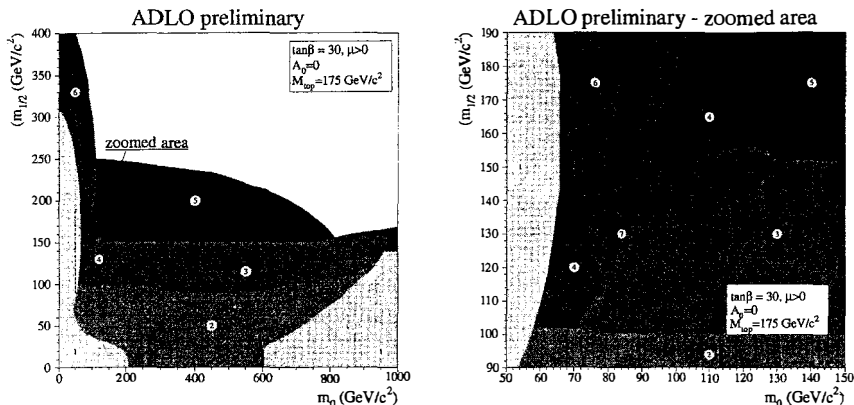 ADLO preliminary
(m1/2 (GeV/c²)
400
350
300
250
200
150
100
50
0
tanβ = 30, μ>0
A₀=0
Mtop=175 GeV/c²
zoomed area
6
5
4
3
2
1
1
0 200 400 600 800 1000
m₀ (GeV/c²)
ADLO preliminary - zoomed area
(m1/2 (GeV/c²)
190
180
170
160
150
140
130
120
110
100
90
6
5
4
7
3
4
2
tanβ = 30, μ>0
A₀=0
Mtop=175 GeV/c²
50 60 70 80 90 100 110 120 130 140 150
m₀ (GeV/c²)